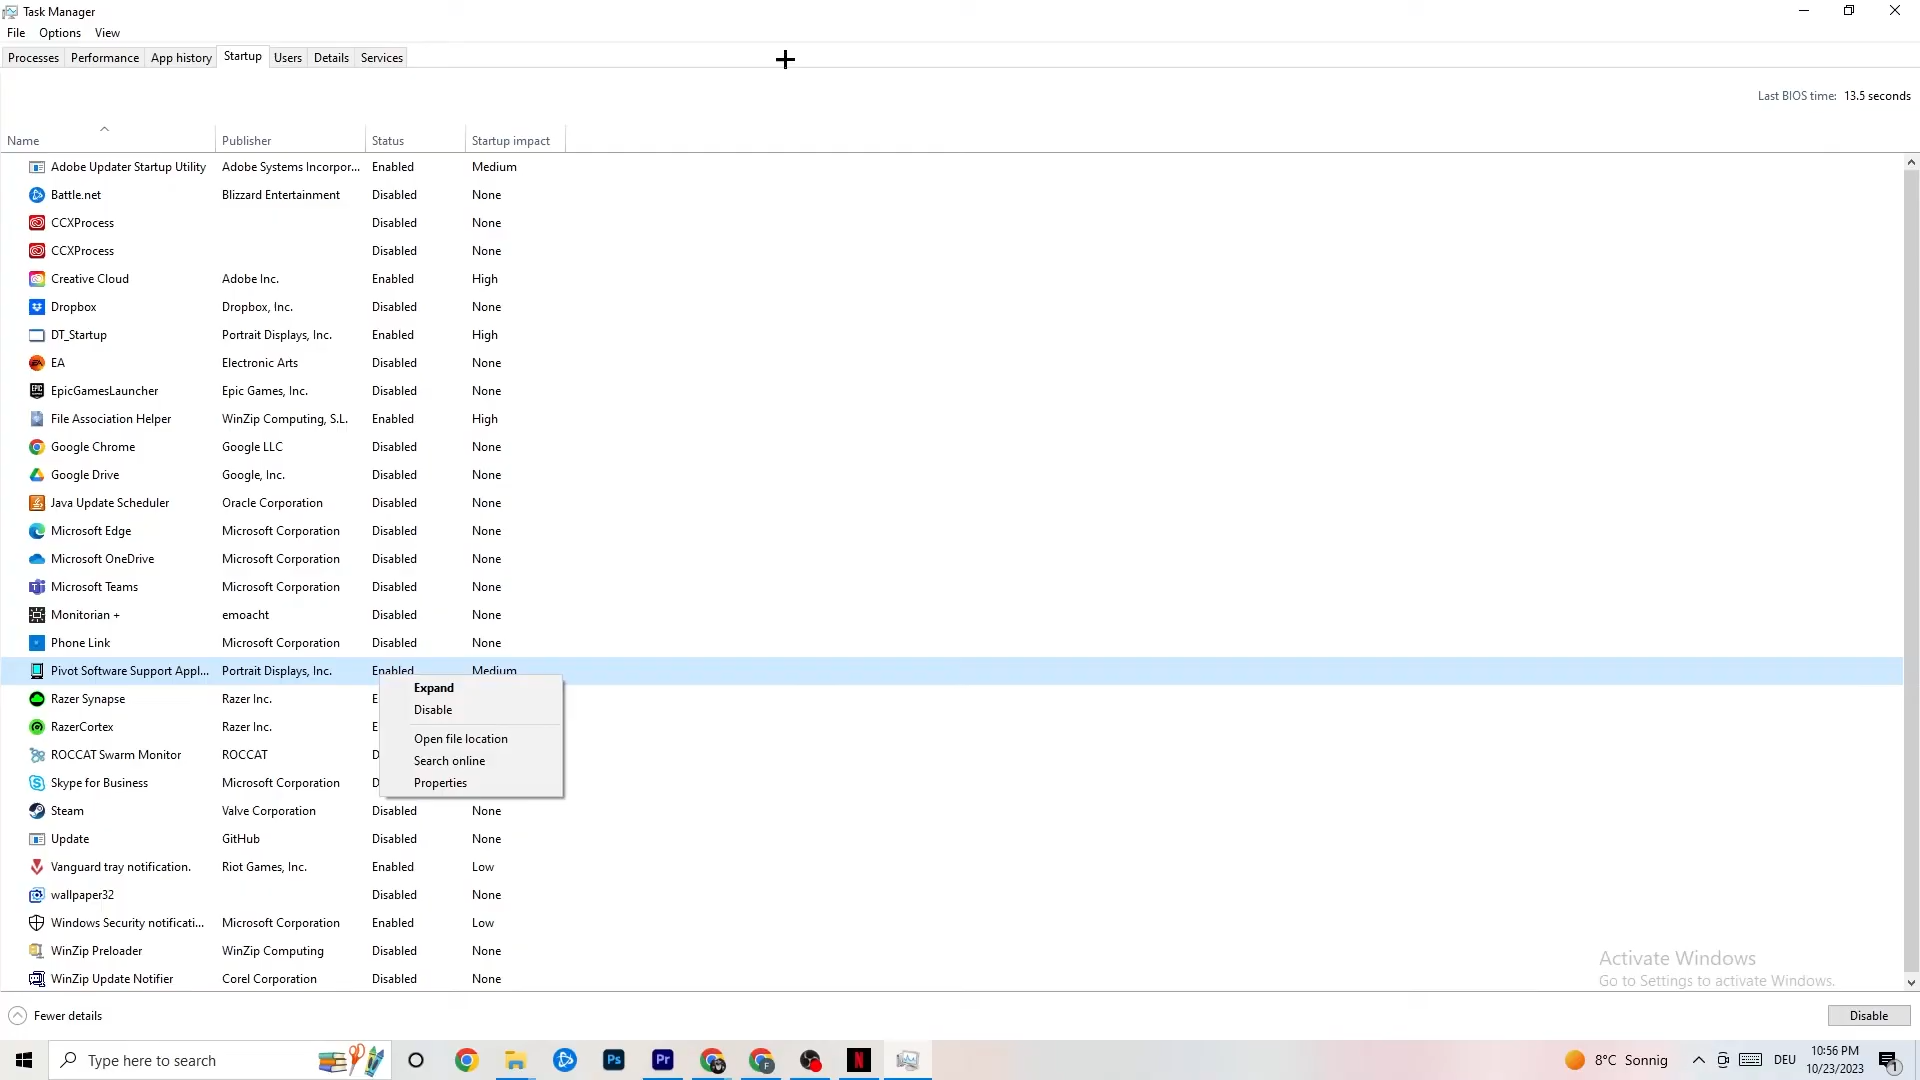 Task Manager
File Options View
Processes Performance App history Startup Users Details Services
Last BIOS time: 13.5 seconds
Name Publisher Status Startup impact
Adobe Updater Startup Utility Adobe Systems Incorpor... Enabled Medium
Battle.net Blizzard Entertainment Disabled None
CCXProcess Disabled None
CCXProcess Disabled None
Creative Cloud Adobe Inc. Enabled High
Dropbox Dropbox, Inc. Disabled None
DT_Startup Portrait Displays, Inc. Enabled High
EA Electronic Arts Disabled None
EpicGamesLauncher Epic Games, Inc. Disabled None
File Association Helper WinZip Computing, S.L. Enabled High
Google Chrome Google LLC Disabled None
Google Drive Google, Inc. Disabled None
Java Update Scheduler Oracle Corporation Disabled None
Microsoft Edge Microsoft Corporation Disabled None
Microsoft OneDrive Microsoft Corporation Disabled None
Microsoft Teams Microsoft Corporation Disabled None
Monitorian + emoacht Disabled None
Phone Link Microsoft Corporation Disabled None
Pivot Software Support Appl... Portrait Displays, Inc. Enabled Medium
Razer Synapse Razer Inc. E
RazerCortex Razer Inc. E
ROCCAT Swarm Monitor ROCCAT D
Skype for Business Microsoft Corporation D
Expand
Disable
Open file location
Search online
Properties
Steam Valve Corporation Disabled None
Update GitHub Disabled None
Vanguard tray notification. Riot Games, Inc. Enabled Low
wallpaper32 Disabled None
Windows Security notificati... Microsoft Corporation Enabled Low
WinZip Preloader WinZip Computing Disabled None
WinZip Update Notifier Corel Corporation Disabled None
Activate Windows
Go to Settings to activate Windows.
Fewer details Disable
Type here to search Ps Pr F N 8°C Sonnig DEU 10:56 PM
10/23/2023 1